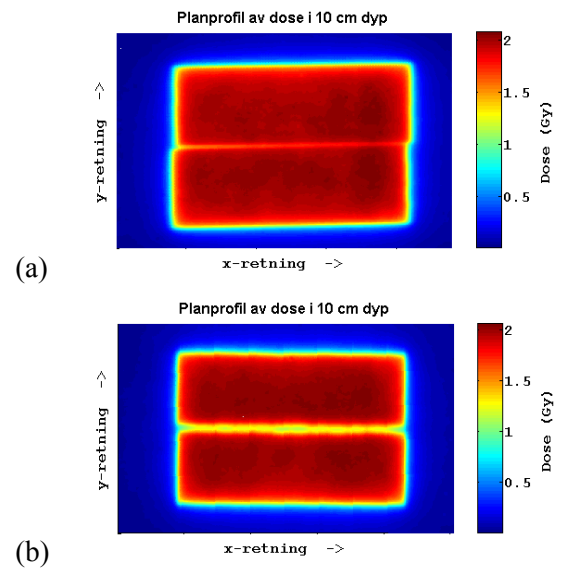 Planprofil av dose i 10 cm dyp
y-retning ->
x-retning ->
2
1.5
1
0.5
Dose (Gy)
(a)
Planprofil av dose i 10 cm dyp
y-retning ->
x-retning ->
2
1.5
1
0.5
Dose (Gy)
(b)